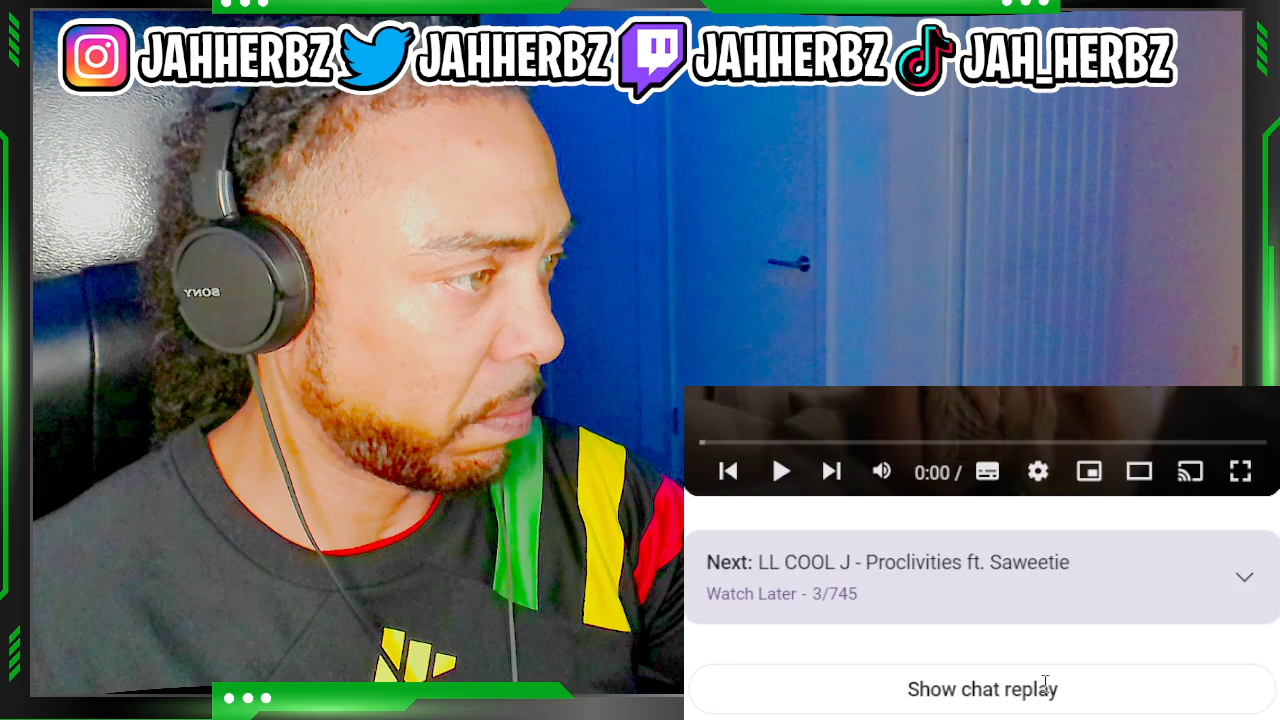 JAHHERBZ JAHHERBZ JAHHERBZ JAH_HERBZ
SONY
0:00 /
Next: LL COOL J - Proclivities ft. Saweetie
Watch Later - 3/745
Show chat replay